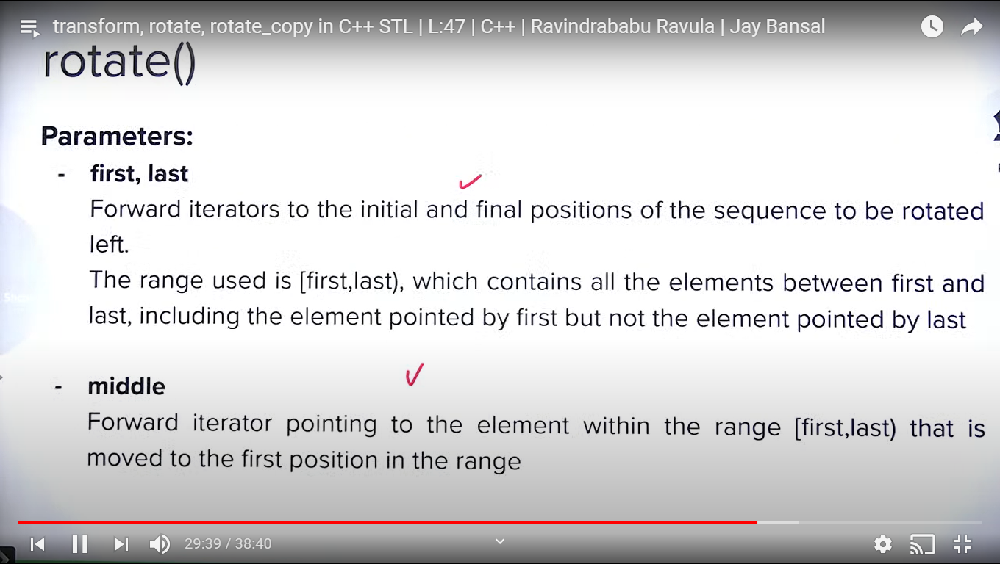 transform, rotate, rotate_copy in C++ STL | L:47 | C++ | Ravindrababu Ravula | Jay Bansal
rotate()
Parameters:
- first, last
Forward iterators to the initial and final positions of the sequence to be rotated
left.
The range used is [first,last), which contains all the elements between first and
last, including the element pointed by first but not the element pointed by last
- middle
Forward iterator pointing to the element within the range [first,last) that is
moved to the first position in the range
29:39 / 38:40